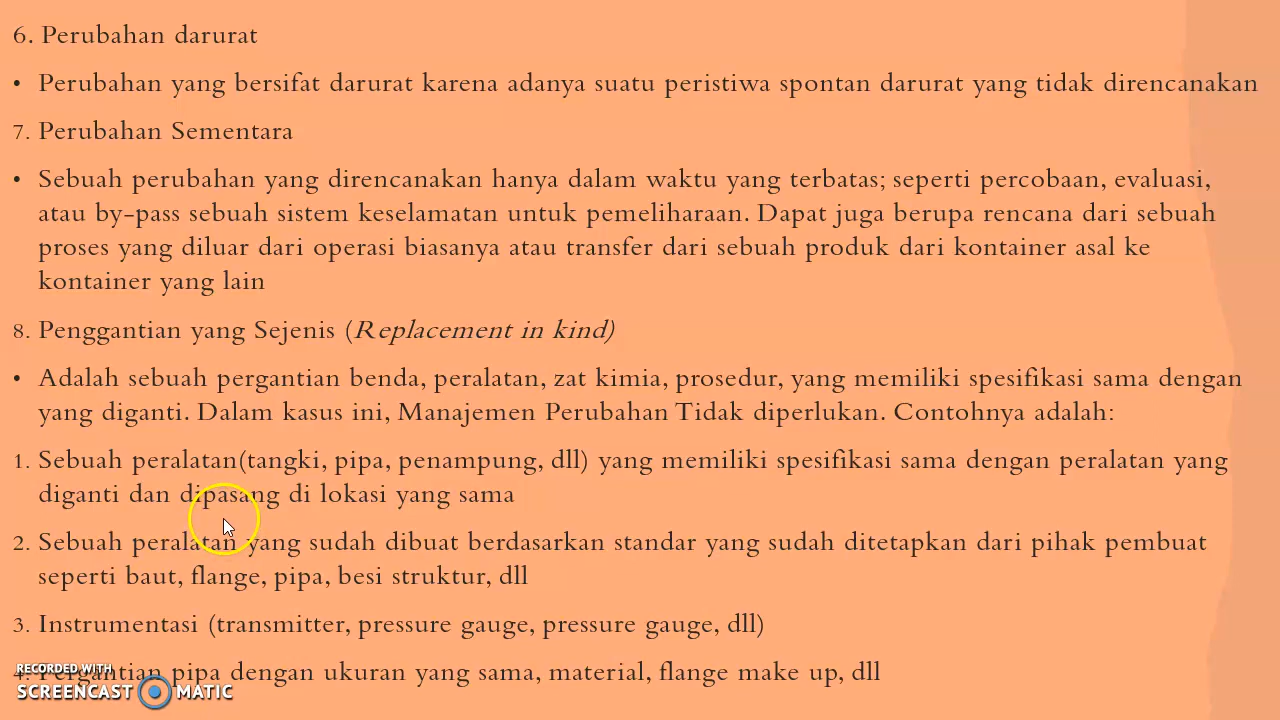 6. Perubahan darurat
• Perubahan yang bersifat darurat karena adanya suatu peristiwa spontan darurat yang tidak direncanakan
7. Perubahan Sementara
• Sebuah perubahan yang direncanakan hanya dalam waktu yang terbatas; seperti percobaan, evaluasi,
atau by-pass sebuah sistem keselamatan untuk pemeliharaan. Dapat juga berupa rencana dari sebuah
proses yang diluar dari operasi biasanya atau transfer dari sebuah produk dari kontainer asal ke
kontainer yang lain
8. Penggantian yang Sejenis (Replacement in kind)
• Adalah sebuah pergantian benda, peralatan, zat kimia, prosedur, yang memiliki spesifikasi sama dengan
yang diganti. Dalam kasus ini, Manajemen Perubahan Tidak diperlukan. Contohnya adalah:
1. Sebuah peralatan(tangki, pipa, penampung, dll) yang memiliki spesifikasi sama dengan peralatan yang
diganti dan dipasang di lokasi yang sama
2. Sebuah peralatan yang sudah dibuat berdasarkan standar yang sudah ditetapkan dari pihak pembuat
seperti baut, flange, pipa, besi struktur, dll
3. Instrumentasi (transmitter, pressure gauge, pressure gauge, dll)
4. Pergantian pipa dengan ukuran yang sama, material, flange make up, dll
RECORDED WITH
SCREENCAST MATIC